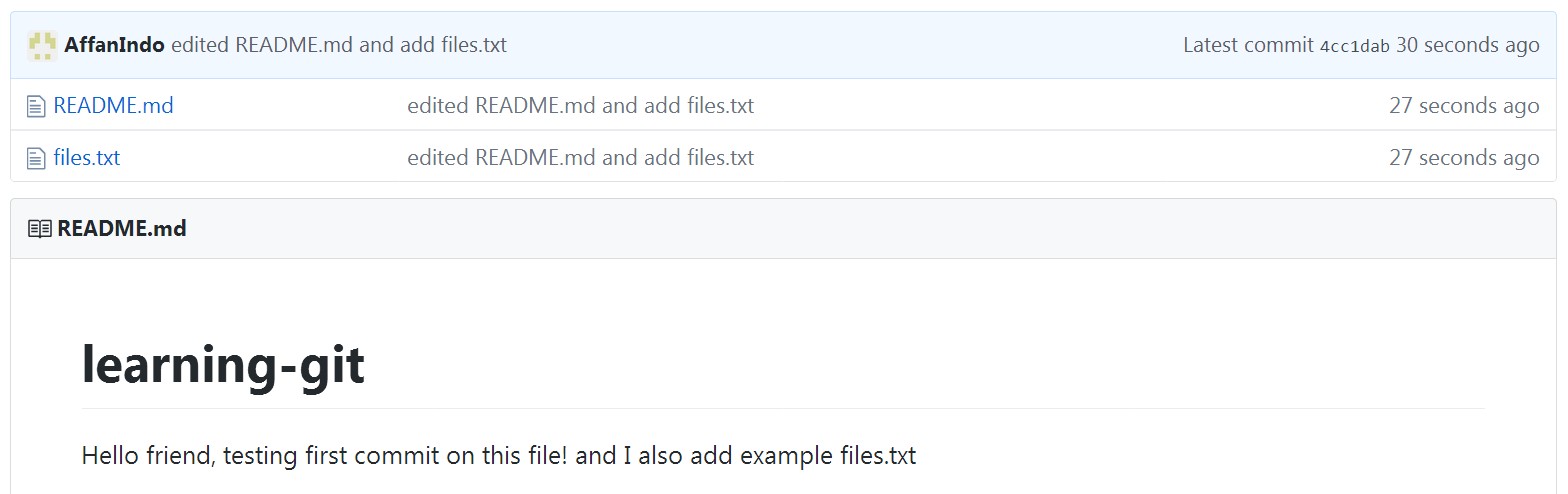 AffanIndo edited README.md and add files.txt Latest commit 4cc1dab 30 seconds ago
README.md edited README.md and add files.txt 27 seconds ago
files.txt edited README.md and add files.txt 27 seconds ago
README.md
learning-git
Hello friend, testing first commit on this file! and I also add example files.txt